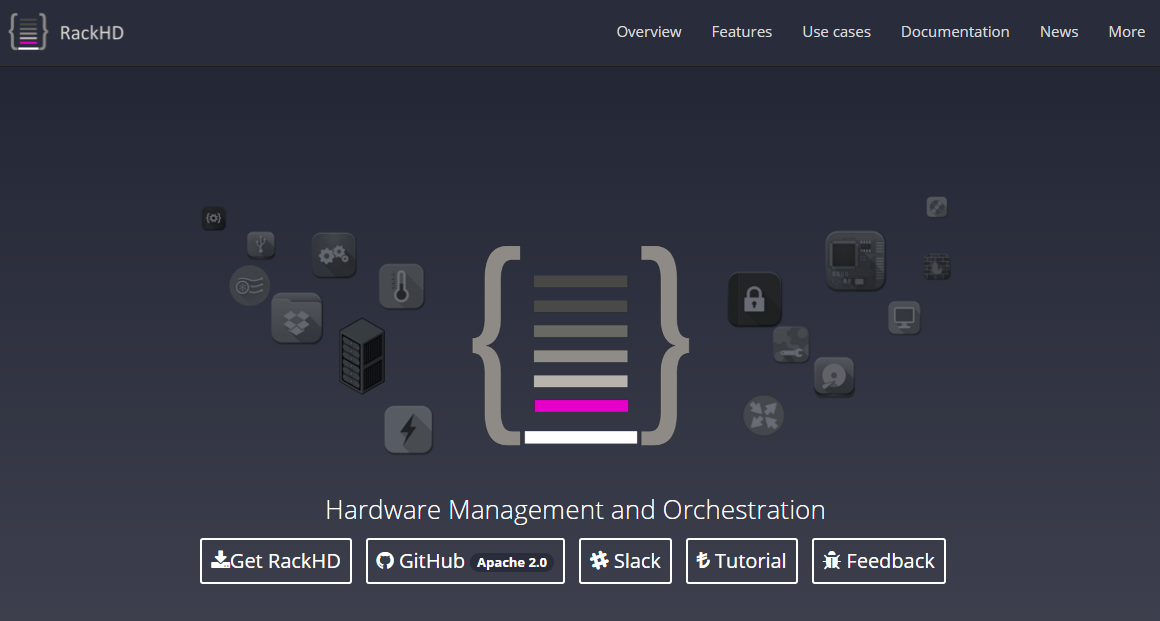 RackHD
Overview Features Use cases Documentation News More
Hardware Management and Orchestration
Get RackHD GitHub Apache 2.0 Slack Tutorial Feedback